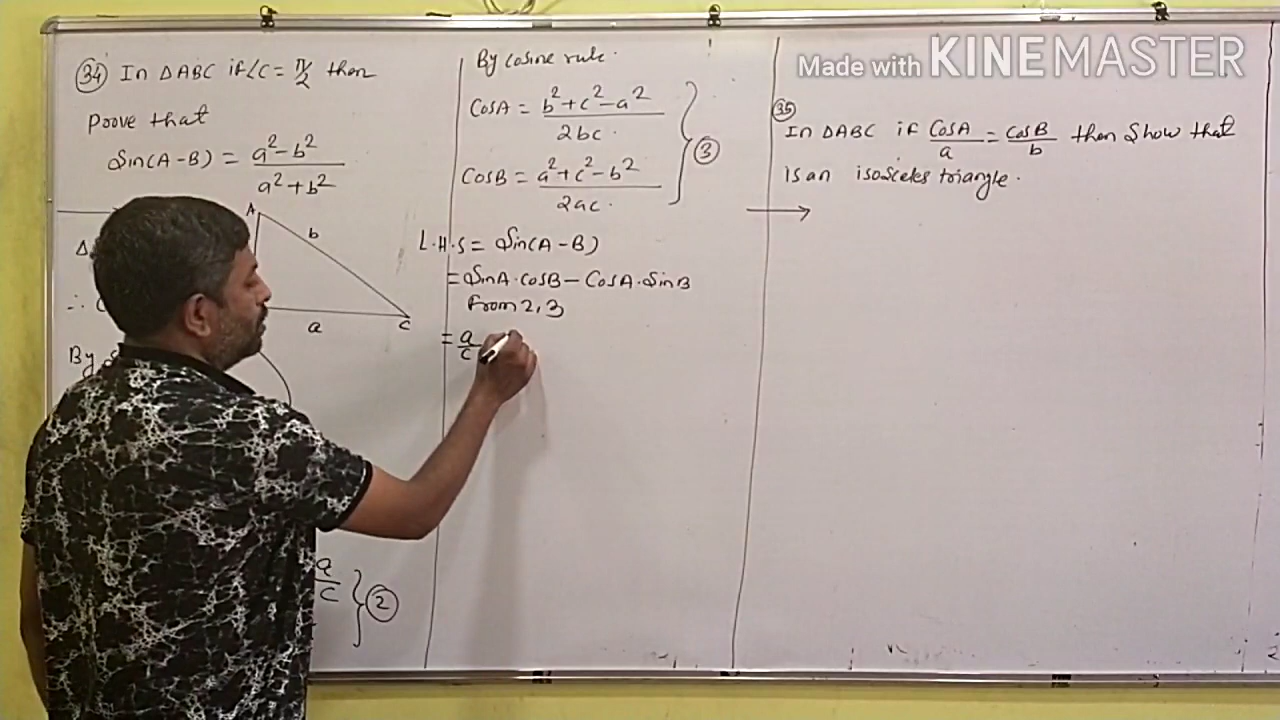 (34) In ΔABC if ∠C = π/2 then
Poove that
Sin(A-B) = a²-b² / a²+b²
A
b
a
C
By
a/c } (2)
By Cosine rule.
CosA = b²+c²-a² / 2bc.
CosB = a²+c²-b² / 2ac. } (3)
L.H.S = Sin(A-B)
= SinA.CosB - CosA.SinB
From 2, 3
= a/c
Made with KINEMASTER
(35)
In ΔABC if CosA/a = CosB/b then Show that
is an isosceles triangle.